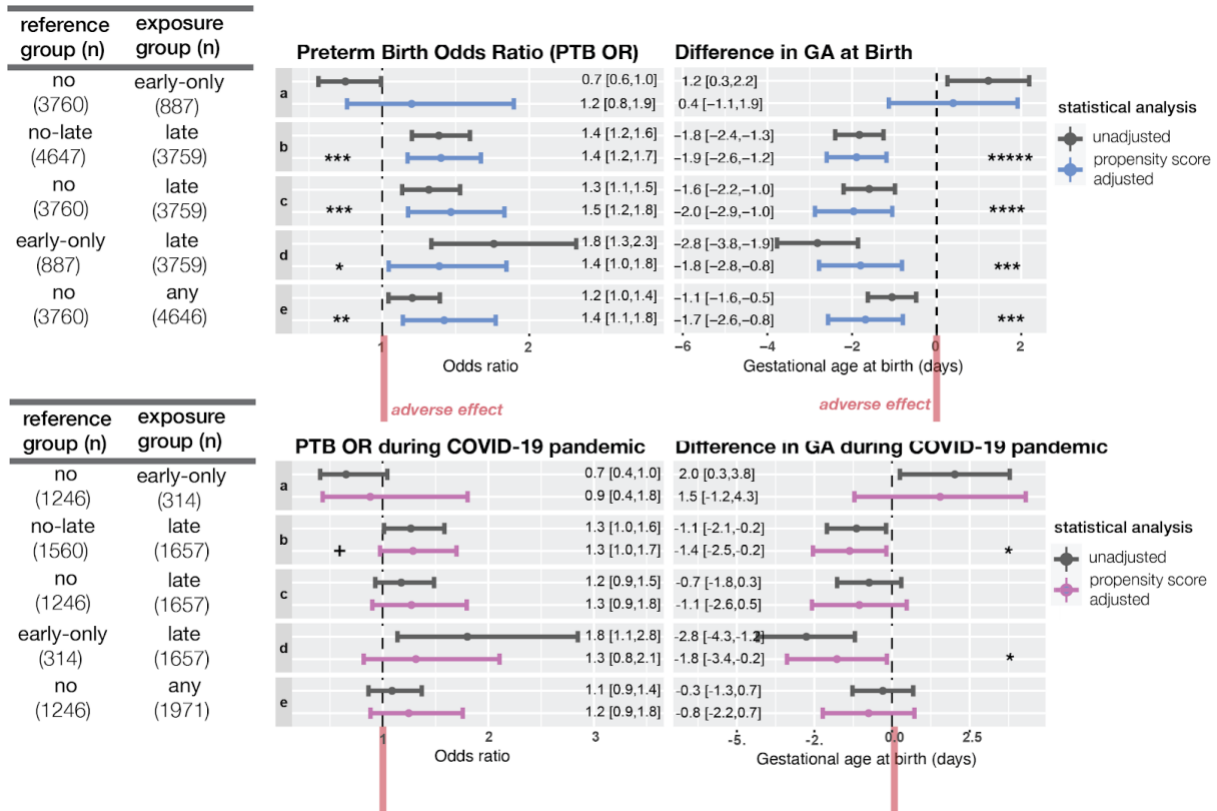 reference group (n) exposure group (n)
Preterm Birth Odds Ratio (PTB OR)
Difference in GA at Birth
no (3760) early-only (887)
a
0.7 [0.6,1.0]
1.2 [0.8,1.9]
1.2 [0.3,2.2]
0.4 [−1.1,1.9]
no-late (4647) late (3759)
b
***
1.4 [1.2,1.6]
1.4 [1.2,1.7]
−1.8 [−2.4,−1.3]
−1.9 [−2.6,−1.2]
*****
no (3760) late (3759)
c
***
1.3 [1.1,1.5]
1.5 [1.2,1.8]
−1.6 [−2.2,−1.0]
−2.0 [−2.9,−1.0]
****
early-only (887) late (3759)
d
*
1.8 [1.3,2.3]
1.4 [1.0,1.8]
−2.8 [−3.8,−1.9]
−1.8 [−2.8,−0.8]
***
no (3760) any (4646)
e
**
1.2 [1.0,1.4]
1.4 [1.1,1.8]
−1.1 [−1.6,−0.5]
−1.7 [−2.6,−0.8]
***
1 2
Odds ratio
−6 −4 −2 0 2
Gestational age at birth (days)
adverse effect
adverse effect
statistical analysis
unadjusted
propensity score
adjusted
reference group (n) exposure group (n)
PTB OR during COVID-19 pandemic
Difference in GA during COVID-19 pandemic
no (1246) early-only (314)
a
0.7 [0.4,1.0]
0.9 [0.4,1.8]
2.0 [0.3,3.8]
1.5 [-1.2,4.3]
no-late (1560) late (1657)
b
+
1.3 [1.0,1.6]
1.3 [1.0,1.7]
-1.1 [-2.1,-0.2]
-1.4 [-2.5,-0.2]
*
no (1246) late (1657)
c
1.2 [0.9,1.5]
1.3 [0.9,1.8]
-0.7 [-1.8,0.3]
-1.1 [-2.6,0.5]
early-only (314) late (1657)
d
1.8 [1.1,2.8]
1.3 [0.8,2.1]
-2.8 [-4.3,-1.2]
-1.8 [-3.4,-0.2]
*
no (1246) any (1971)
e
1.1 [0.9,1.4]
1.2 [0.9,1.8]
-0.3 [-1.3,0.7]
-0.8 [-2.2,0.7]
1 2 3
Odds ratio
-5. -2. 0.0 2.5
Gestational age at birth (days)
statistical analysis
unadjusted
propensity score
adjusted